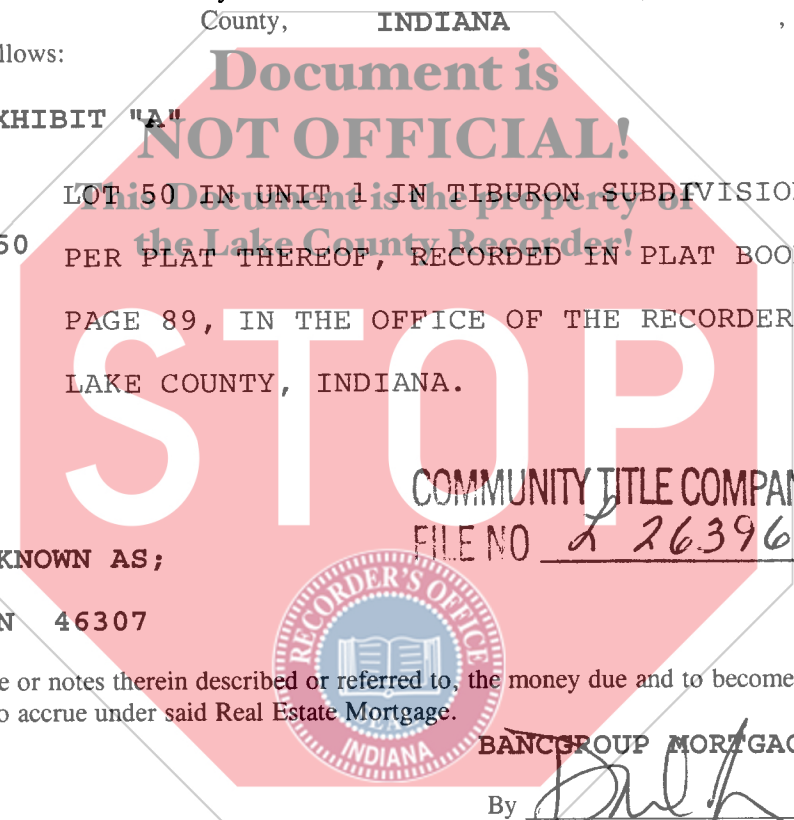 County, INDIANA ,
llows:
Document is
XHIBIT "A"
NOT OFFICIAL!
LOT 50 IN UNIT 1 IN TIBURON SUBDIVISION
This Document is the property of
50
the Lake County Recorder!
PER PLAT THEREOF, RECORDED IN PLAT BOO
PAGE 89, IN THE OFFICE OF THE RECORDER
LAKE COUNTY, INDIANA.
STOP
COMMUNITY TITLE COMPAN
FILE NO L 26396
KNOWN AS;
N 46307
RECORDER'S OFFICE
e or notes therein described or referred to, the money due and to become
o accrue under said Real Estate Mortgage.
INDIANA
BANCGROUP MORTGAG
By